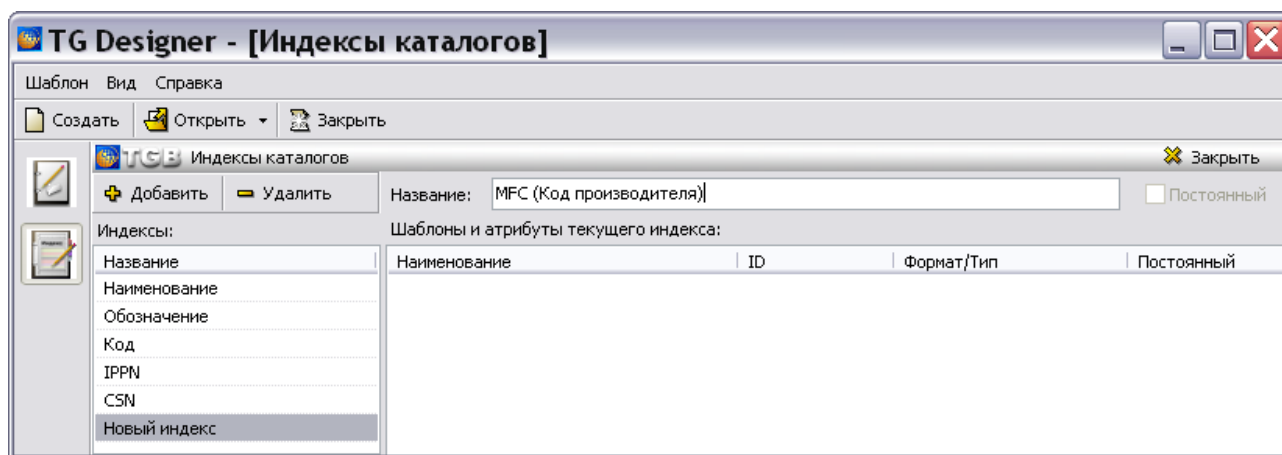 TG Designer - [Индексы каталогов]
Шаблон Вид Справка
Создать Открыть Закрыть
TGB Индексы каталогов Закрыть
Добавить Удалить Название: MFC (Код производителя) Постоянный
Индексы: Шаблоны и атрибуты текущего индекса:
Название Наименование ID Формат/Тип Постоянный
Наименование
Обозначение
Код
IPPN
CSN
Новый индекс